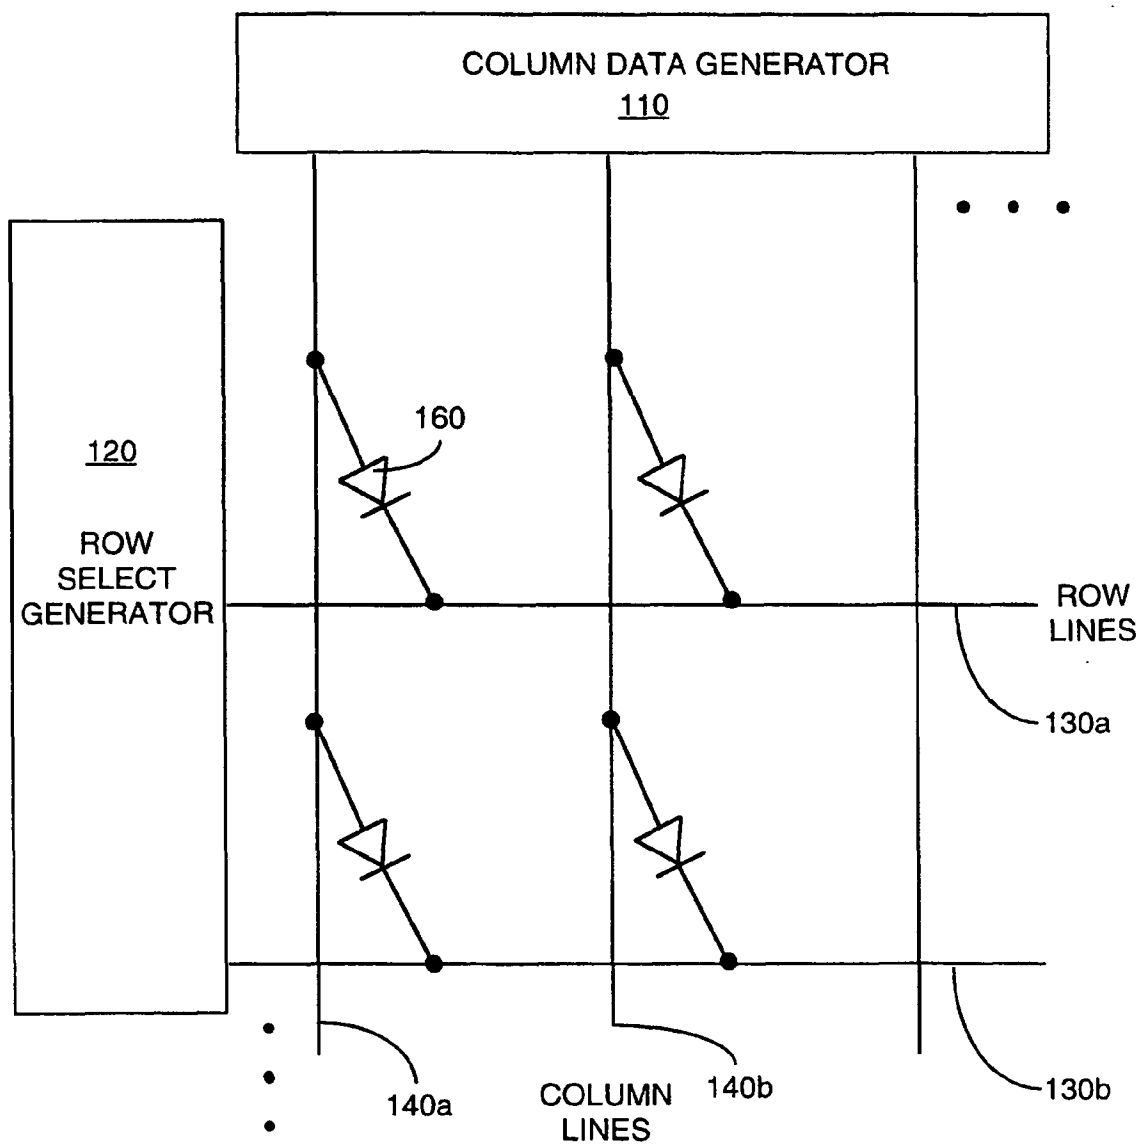 COLUMN DATA GENERATOR
110
160
120
ROW
SELECT
GENERATOR
ROW
LINES
130a
140a
COLUMN
LINES
140b
130b